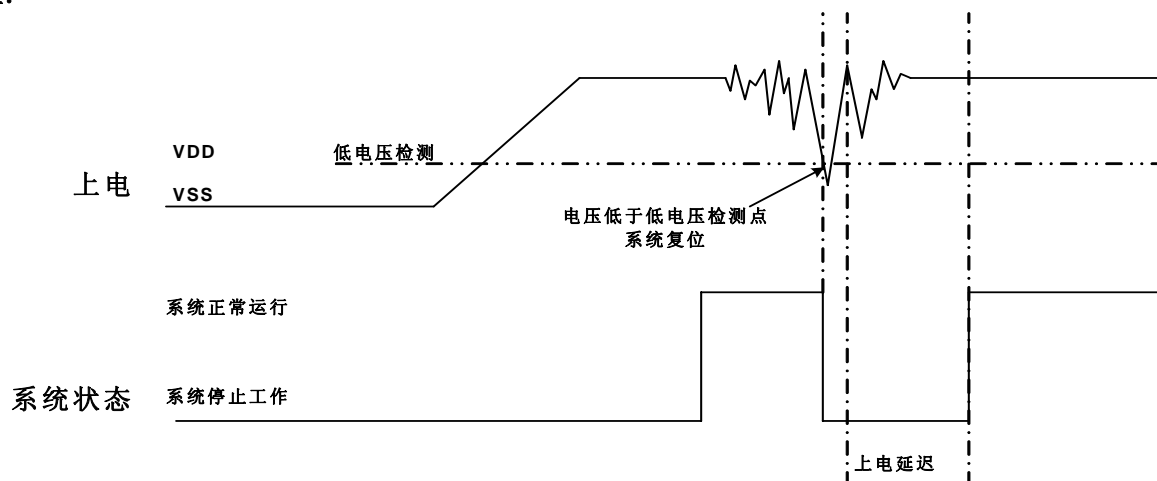 VDD
低电压检测
上电
VSS
电压低于低电压检测点
系统复位
系统正常运行
系统状态
系统停止工作
上电延迟